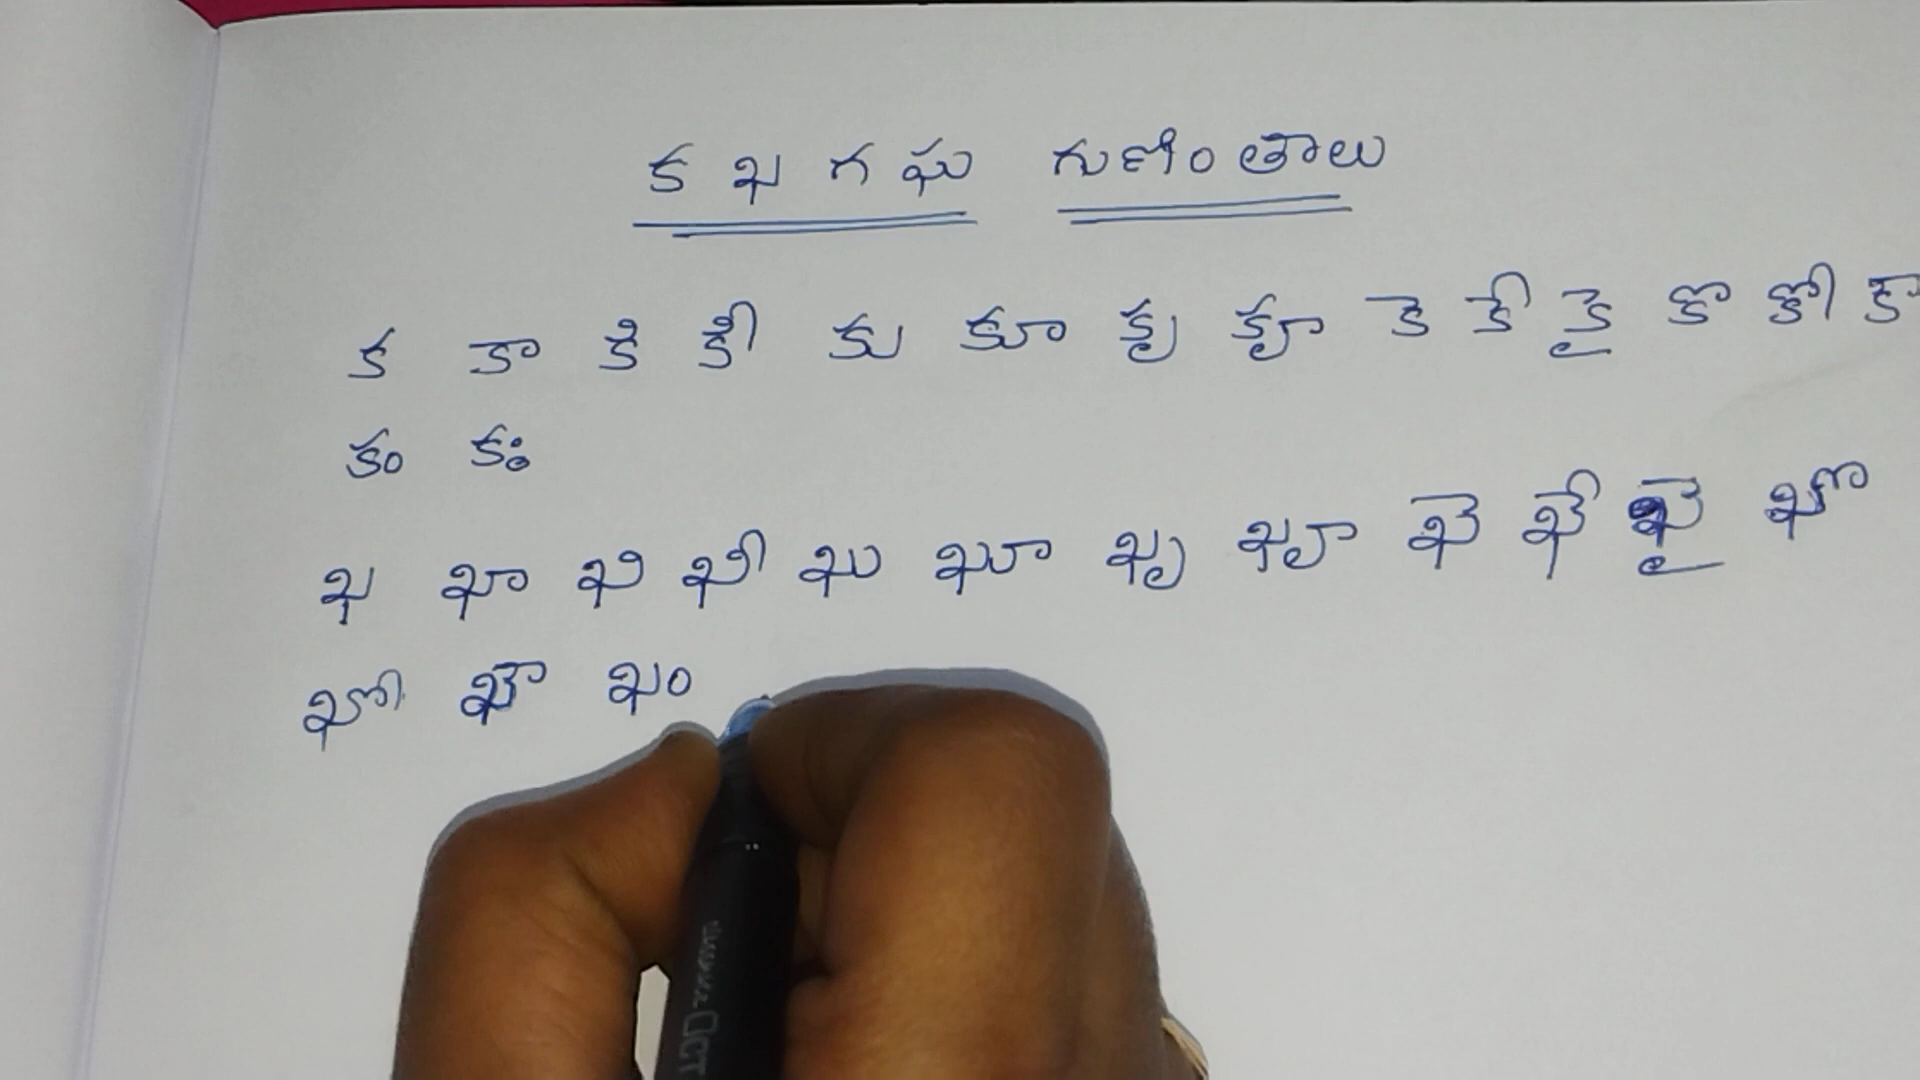 క ఖ గ ఘ గుణింతాలు
క కా కి కీ కు కూ కృ కౄ కె కే కై కొ కో కౌ
కం కః
ఖ ఖా ఖి ఖీ ఖు ఖూ ఖృ ఖౄ ఖె ఖే ఖై ఖొ
ఖో ఖౌ ఖం